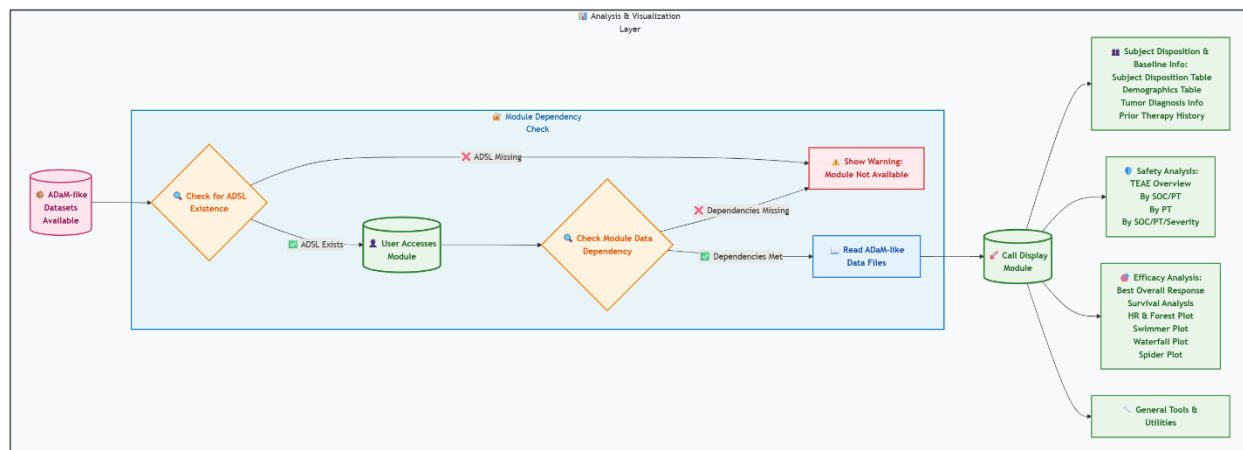 📊 Analysis & Visualization
Layer
🔐 Module Dependency
Check
📦 ADaM-like
Datasets
Available
🔍 Check for ADSL
Existence
❌ ADSL Missing
✅ ADSL Exists
👤 User Accesses
Module
🔍 Check Module Data
Dependency
❌ Dependencies Missing
✅ Dependencies Met
⚠️ Show Warning:
Module Not Available
📖 Read ADaM-like
Data Files
🚀 Call Display
Module
👥 Subject Disposition &
Baseline Info:
Subject Disposition Table
Demographics Table
Tumor Diagnosis Info
Prior Therapy History
🛡️ Safety Analysis:
TEAE Overview
By SOC/PT
By PT
By SOC/PT/Severity
🎯 Efficacy Analysis:
Best Overall Response
Survival Analysis
HR & Forest Plot
Swimmer Plot
Waterfall Plot
Spider Plot
🔧 General Tools &
Utilities